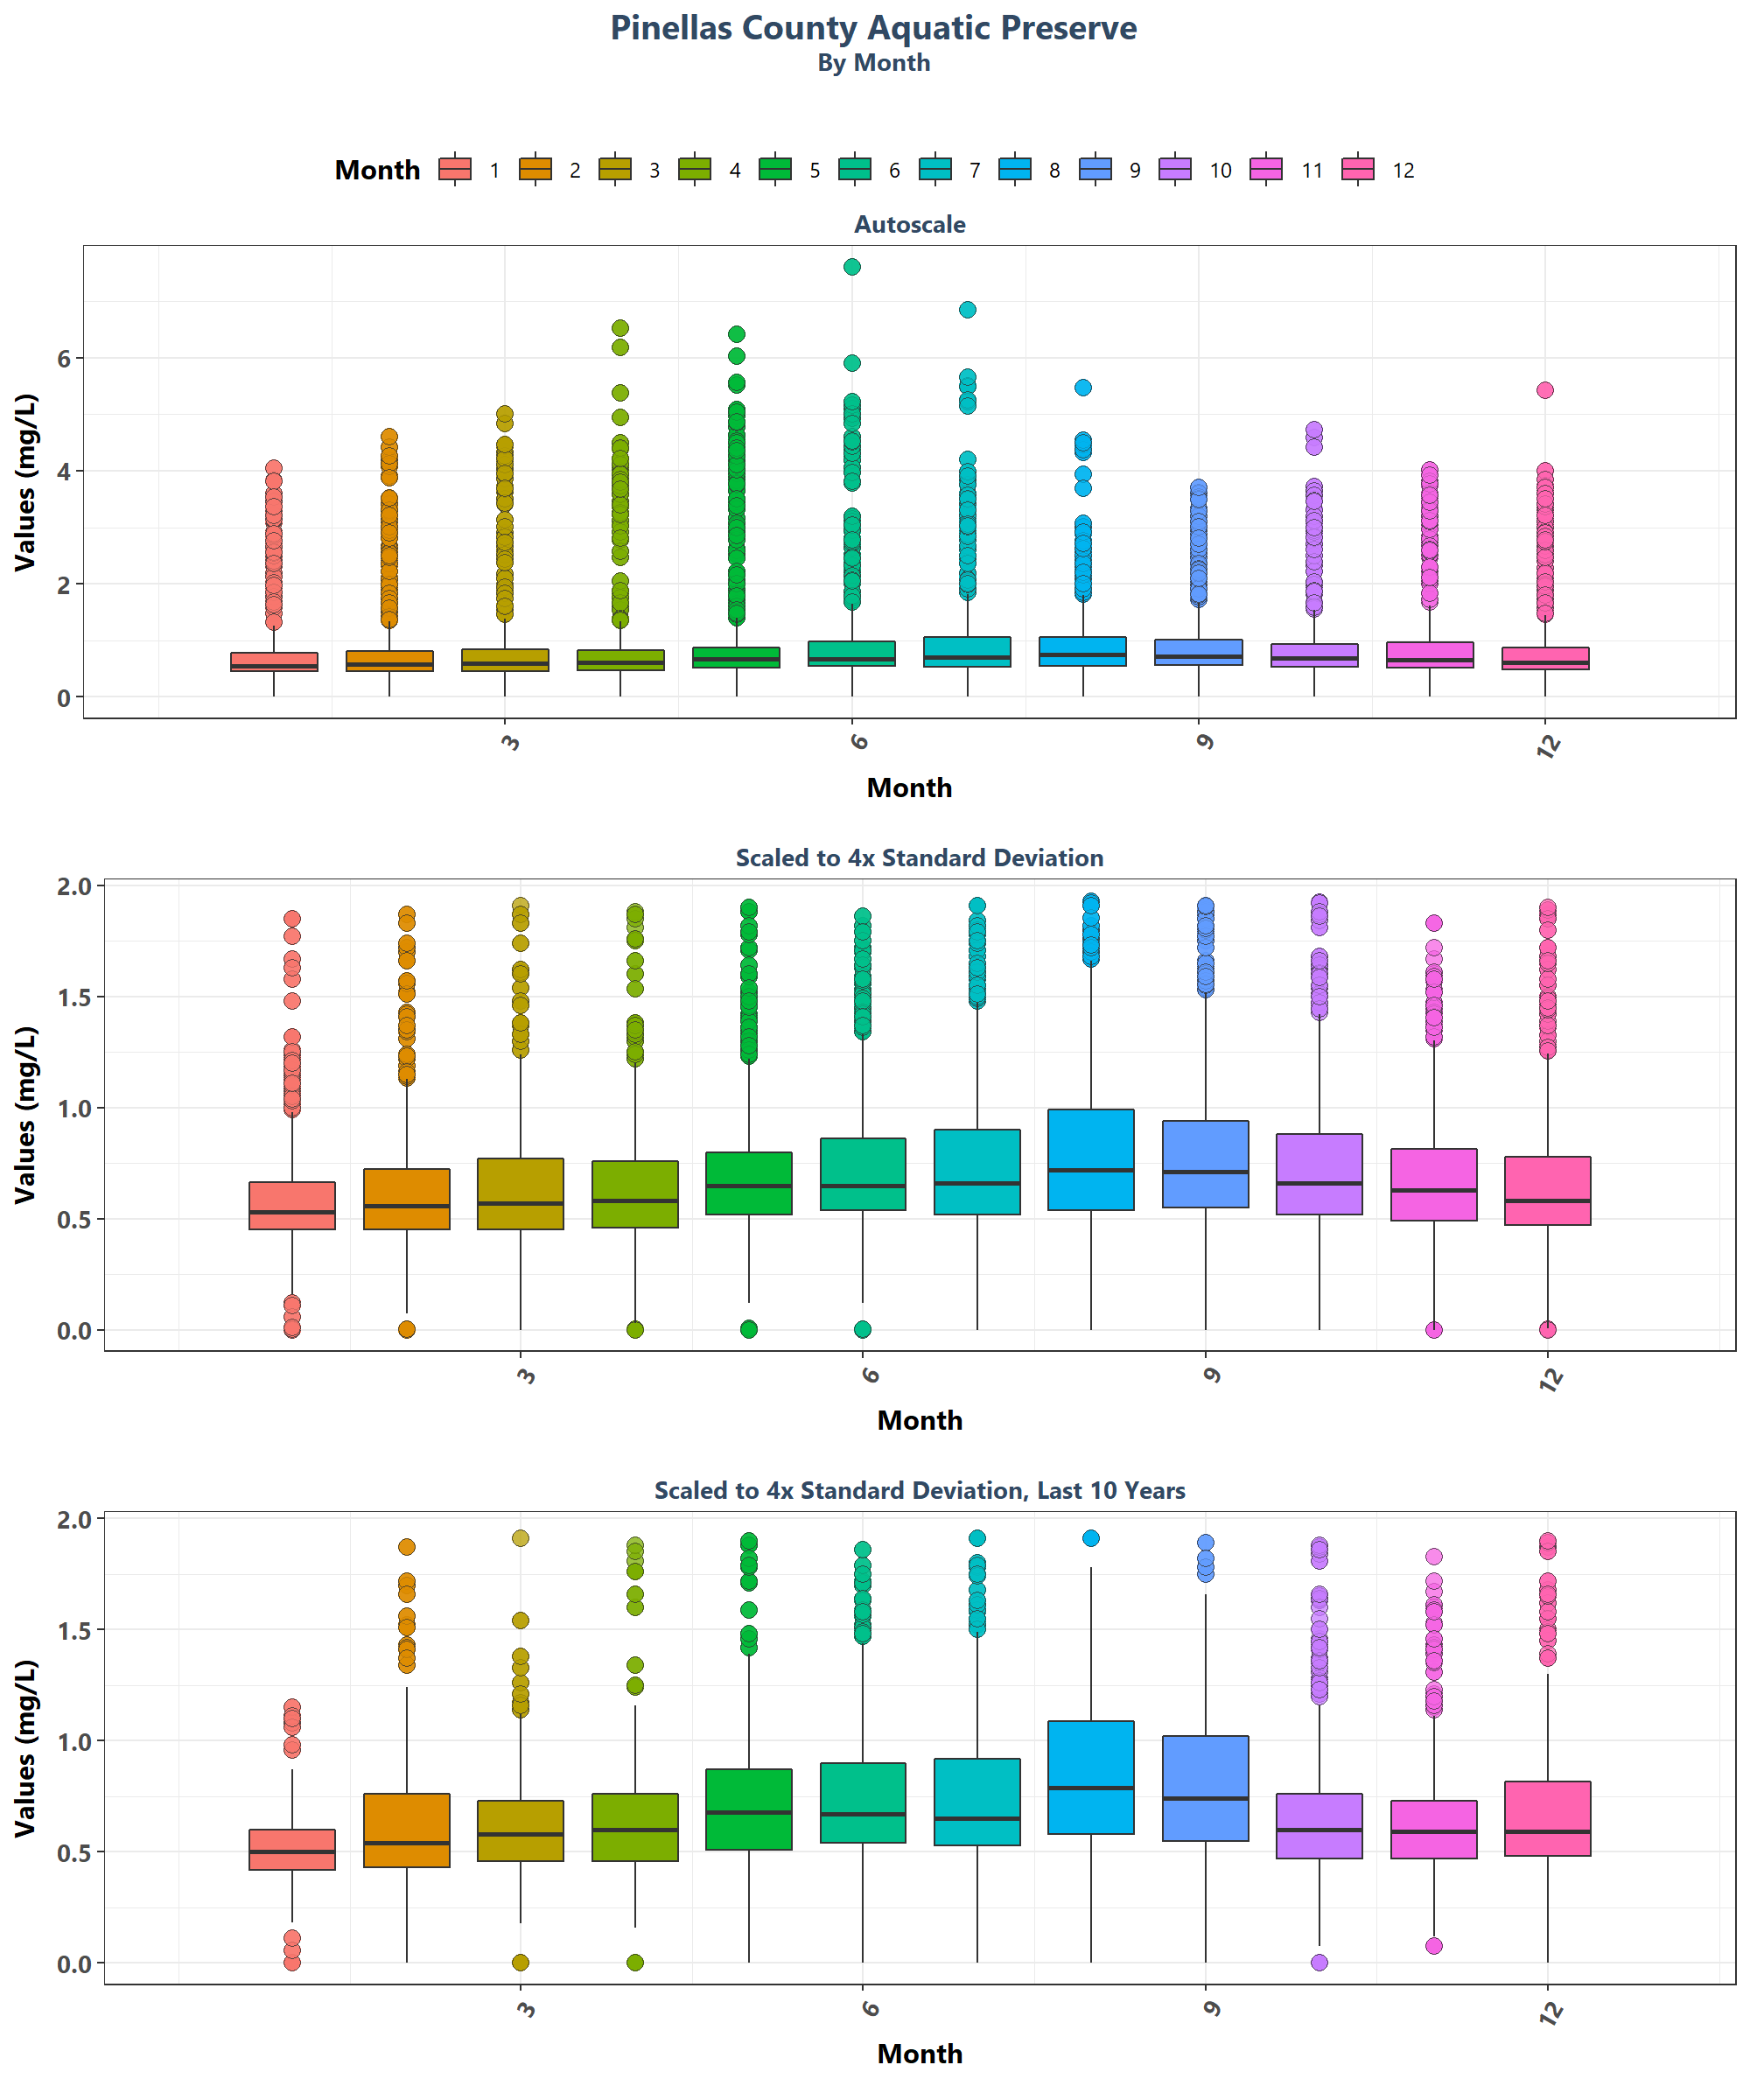 Pinellas County Aquatic Preserve
By Month
Month 1 2 3 4 5 6 7 8 9 10 11 12
Autoscale
Values (mg/L)
6
4
2
0
3 6 9 12
Month
Scaled to 4x Standard Deviation
Values (mg/L)
2.0
1.5
1.0
0.5
0.0
3 6 9 12
Month
Scaled to 4x Standard Deviation, Last 10 Years
Values (mg/L)
2.0
1.5
1.0
0.5
0.0
3 6 9 12
Month